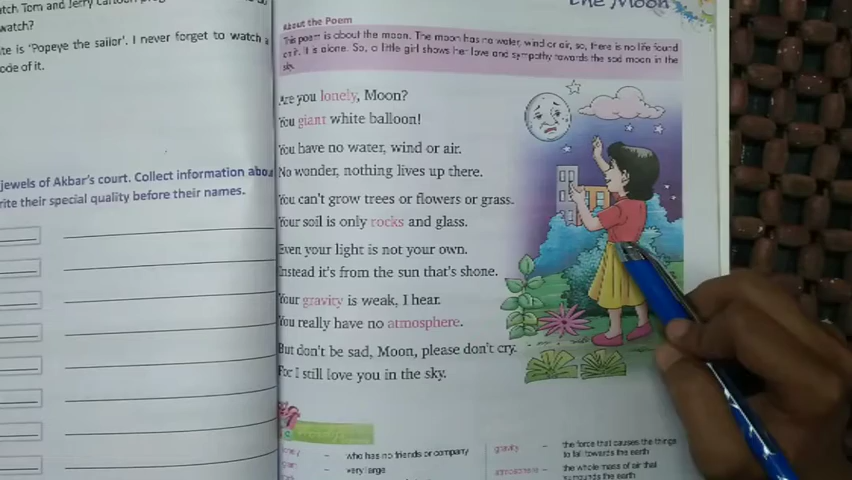 Tom and Jerry
watch?
is 'Popeye the sailor'. I never forget to watch
of it.
jewels of Akbar's court. Collect information
their special quality before their names.
The Moon
About the Poem
This poem is about the moon. The moon has no water, wind or air, so, there is no life found
on it. It is alone. So, a little girl shows her love and sympathy towards the sad moon in the
sky.
Are you lonely, Moon?
You giant white balloon!
You have no water, wind or air.
No wonder, nothing lives up there.
You can't grow trees or flowers or grass.
Your soil is only rocks and glass.
Even your light is not your own.
Instead it's from the sun that's shone.
Your gravity is weak, I hear.
You really have no atmosphere.
But don't be sad, Moon, please don't cry.
For I still love you in the sky.
– who has no friends or company
– very large
gravity – the force that causes the things
to fall towards the earth
atmosphere – the whole mass of air that
surrounds the earth